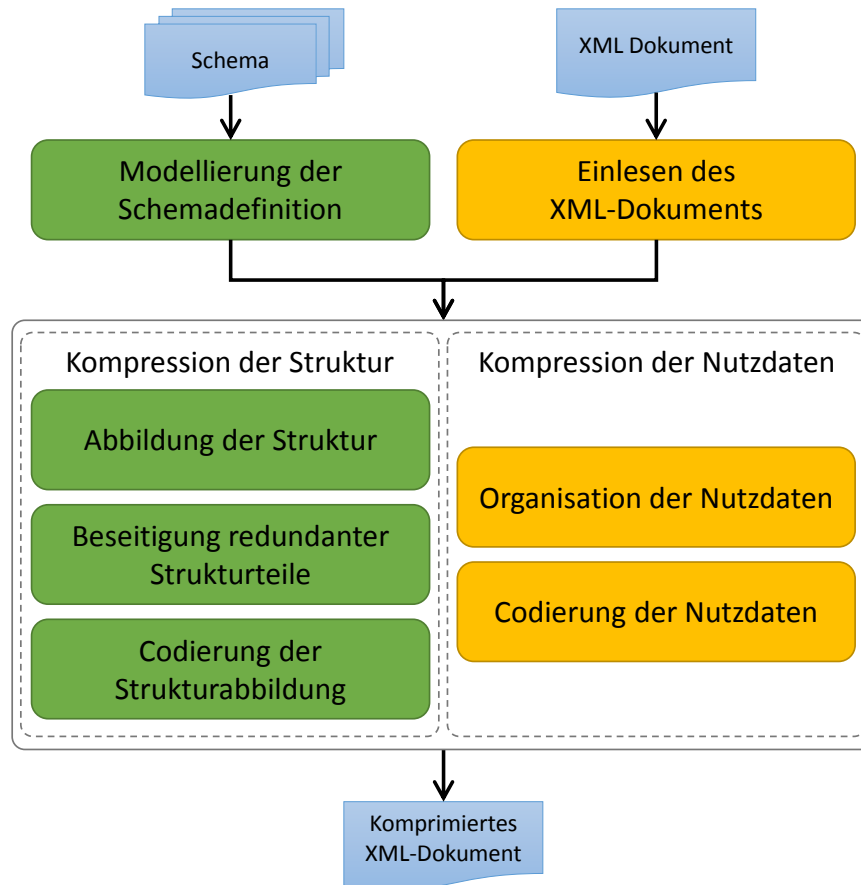 Schema
XML Dokument
Modellierung der
Schemadefinition
Einlesen des
XML-Dokuments
Kompression der Struktur
Abbildung der Struktur
Beseitigung redundanter
Strukturteile
Codierung der
Strukturabbildung
Kompression der Nutzdaten
Organisation der Nutzdaten
Codierung der Nutzdaten
Komprimiertes
XML-Dokument